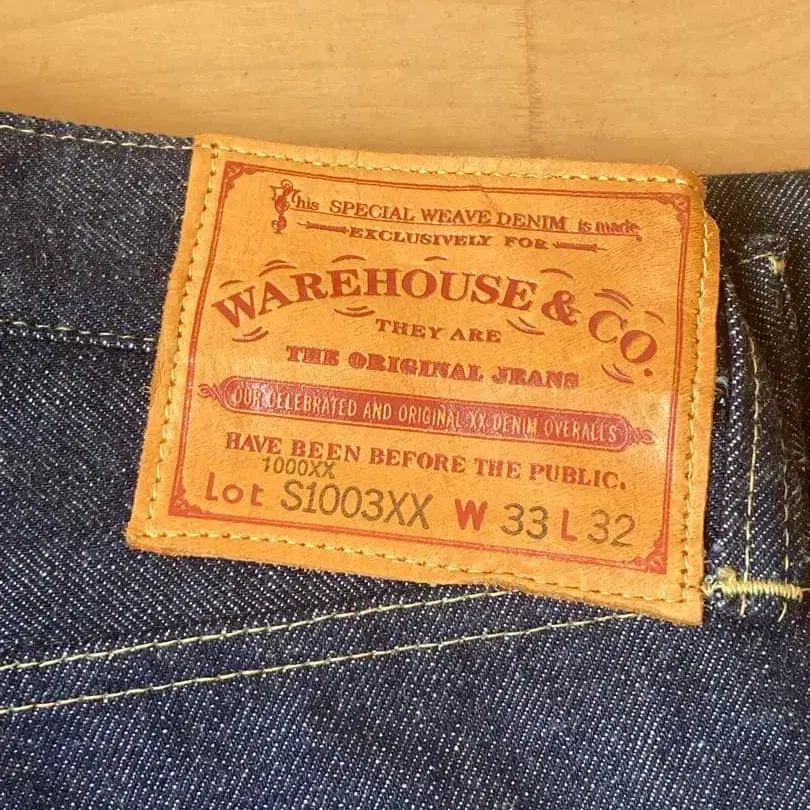 This SPECIAL WEAVE DENIM is made
EXCLUSIVELY FOR
WAREHOUSE & CO.
THEY ARE
THE ORIGINAL JEANS
OUR CELEBRATED AND ORIGINAL XX DENIM OVERALLS
HAVE BEEN BEFORE THE PUBLIC.
1000XX
Lot S1003XX W 33 L 32